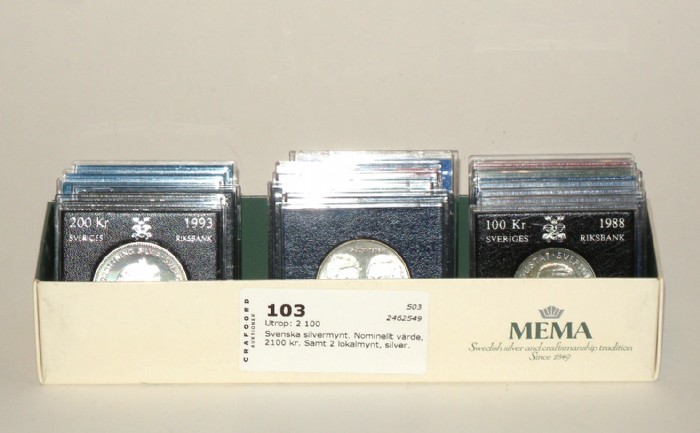 200 Kr 1993
SVERIGES RIKSBANK
100 Kr 1988
SVERIGES RIKSBANK
CRAFOORD
AUKTIONER
103 503
Utrop: 2 100 2462549
Svenska silvermynt. Nominellt värde,
2100 kr. Samt 2 lokalmynt, silver.
MEMA
Swedish silver and craftsmanship tradition
Since 1849